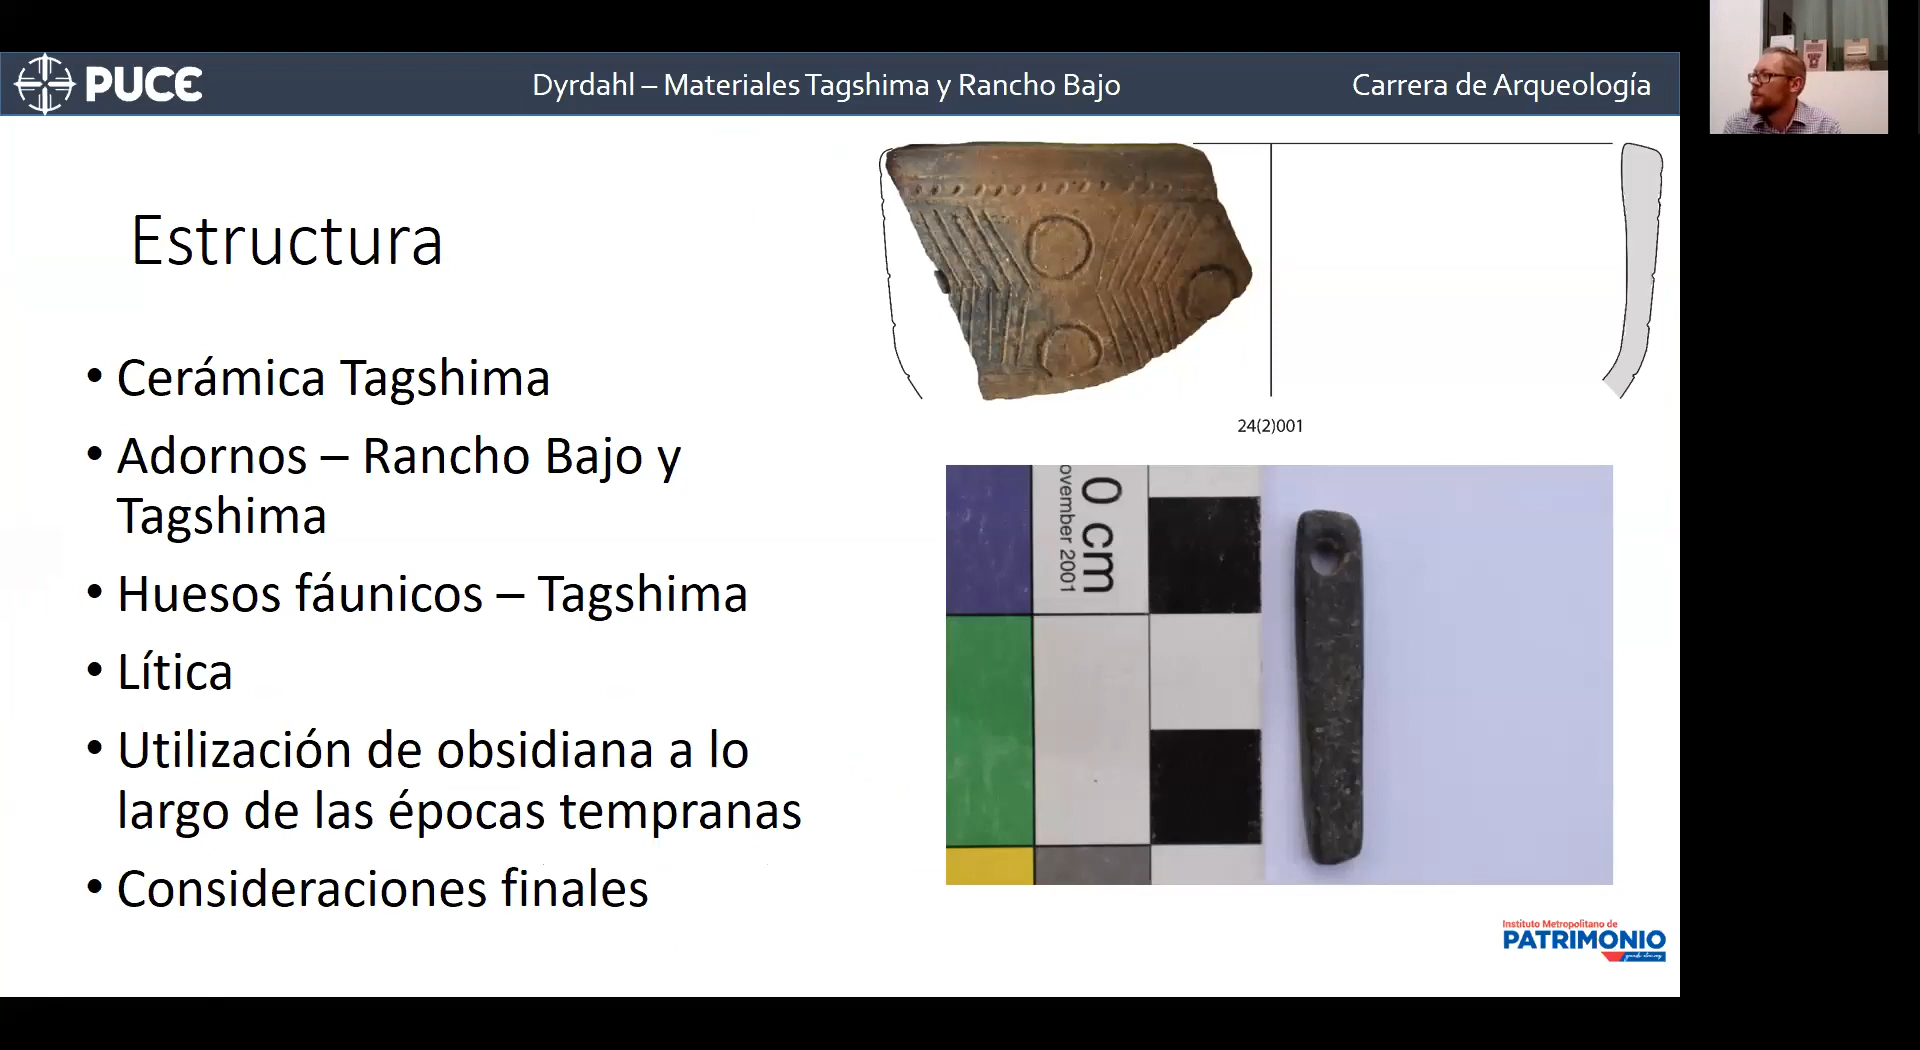 PUCE
Dyrdahl – Materiales Tagshima y Rancho Bajo
Carrera de Arqueología
Estructura
• Cerámica Tagshima
• Adornos – Rancho Bajo y
Tagshima
• Huesos fáunicos – Tagshima
• Lítica
• Utilización de obsidiana a lo
largo de las épocas tempranas
• Consideraciones finales
24(2)001
0 cm
ovember 2001
Instituto Metropolitano de
PATRIMONIO